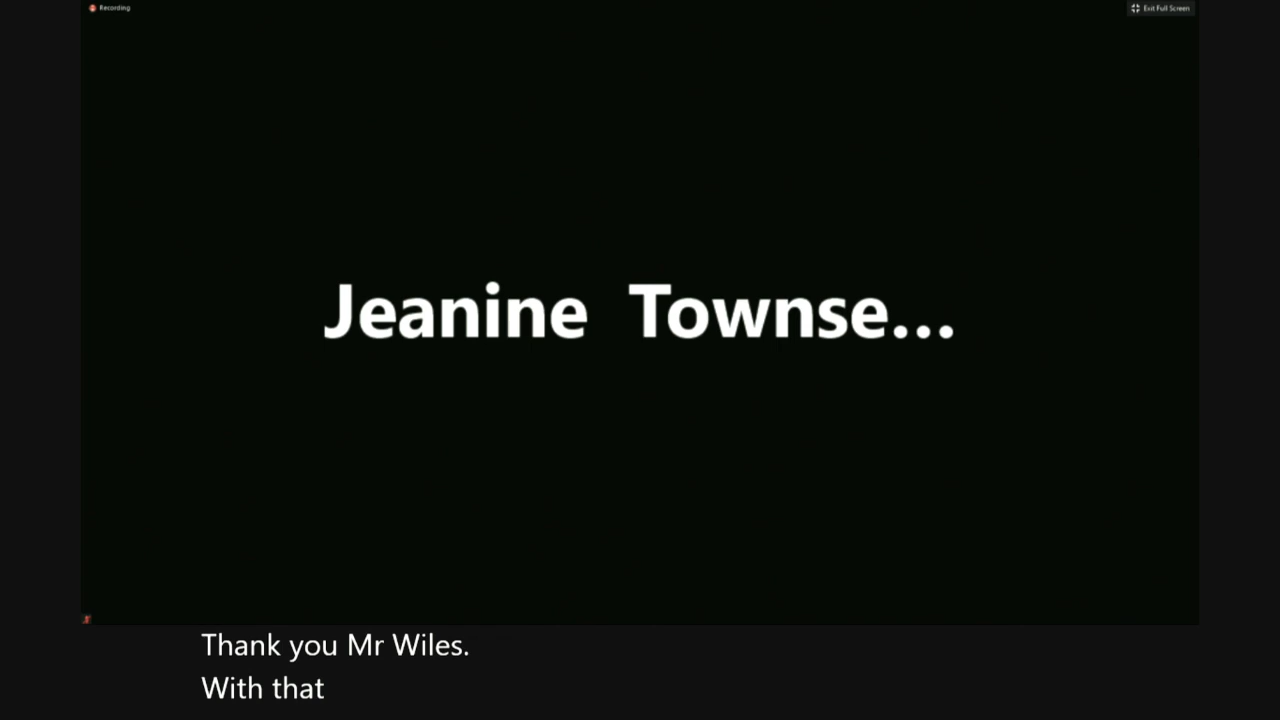 Recording
Exit Full Screen
Jeanine Townse...
Thank you Mr Wiles.
With that